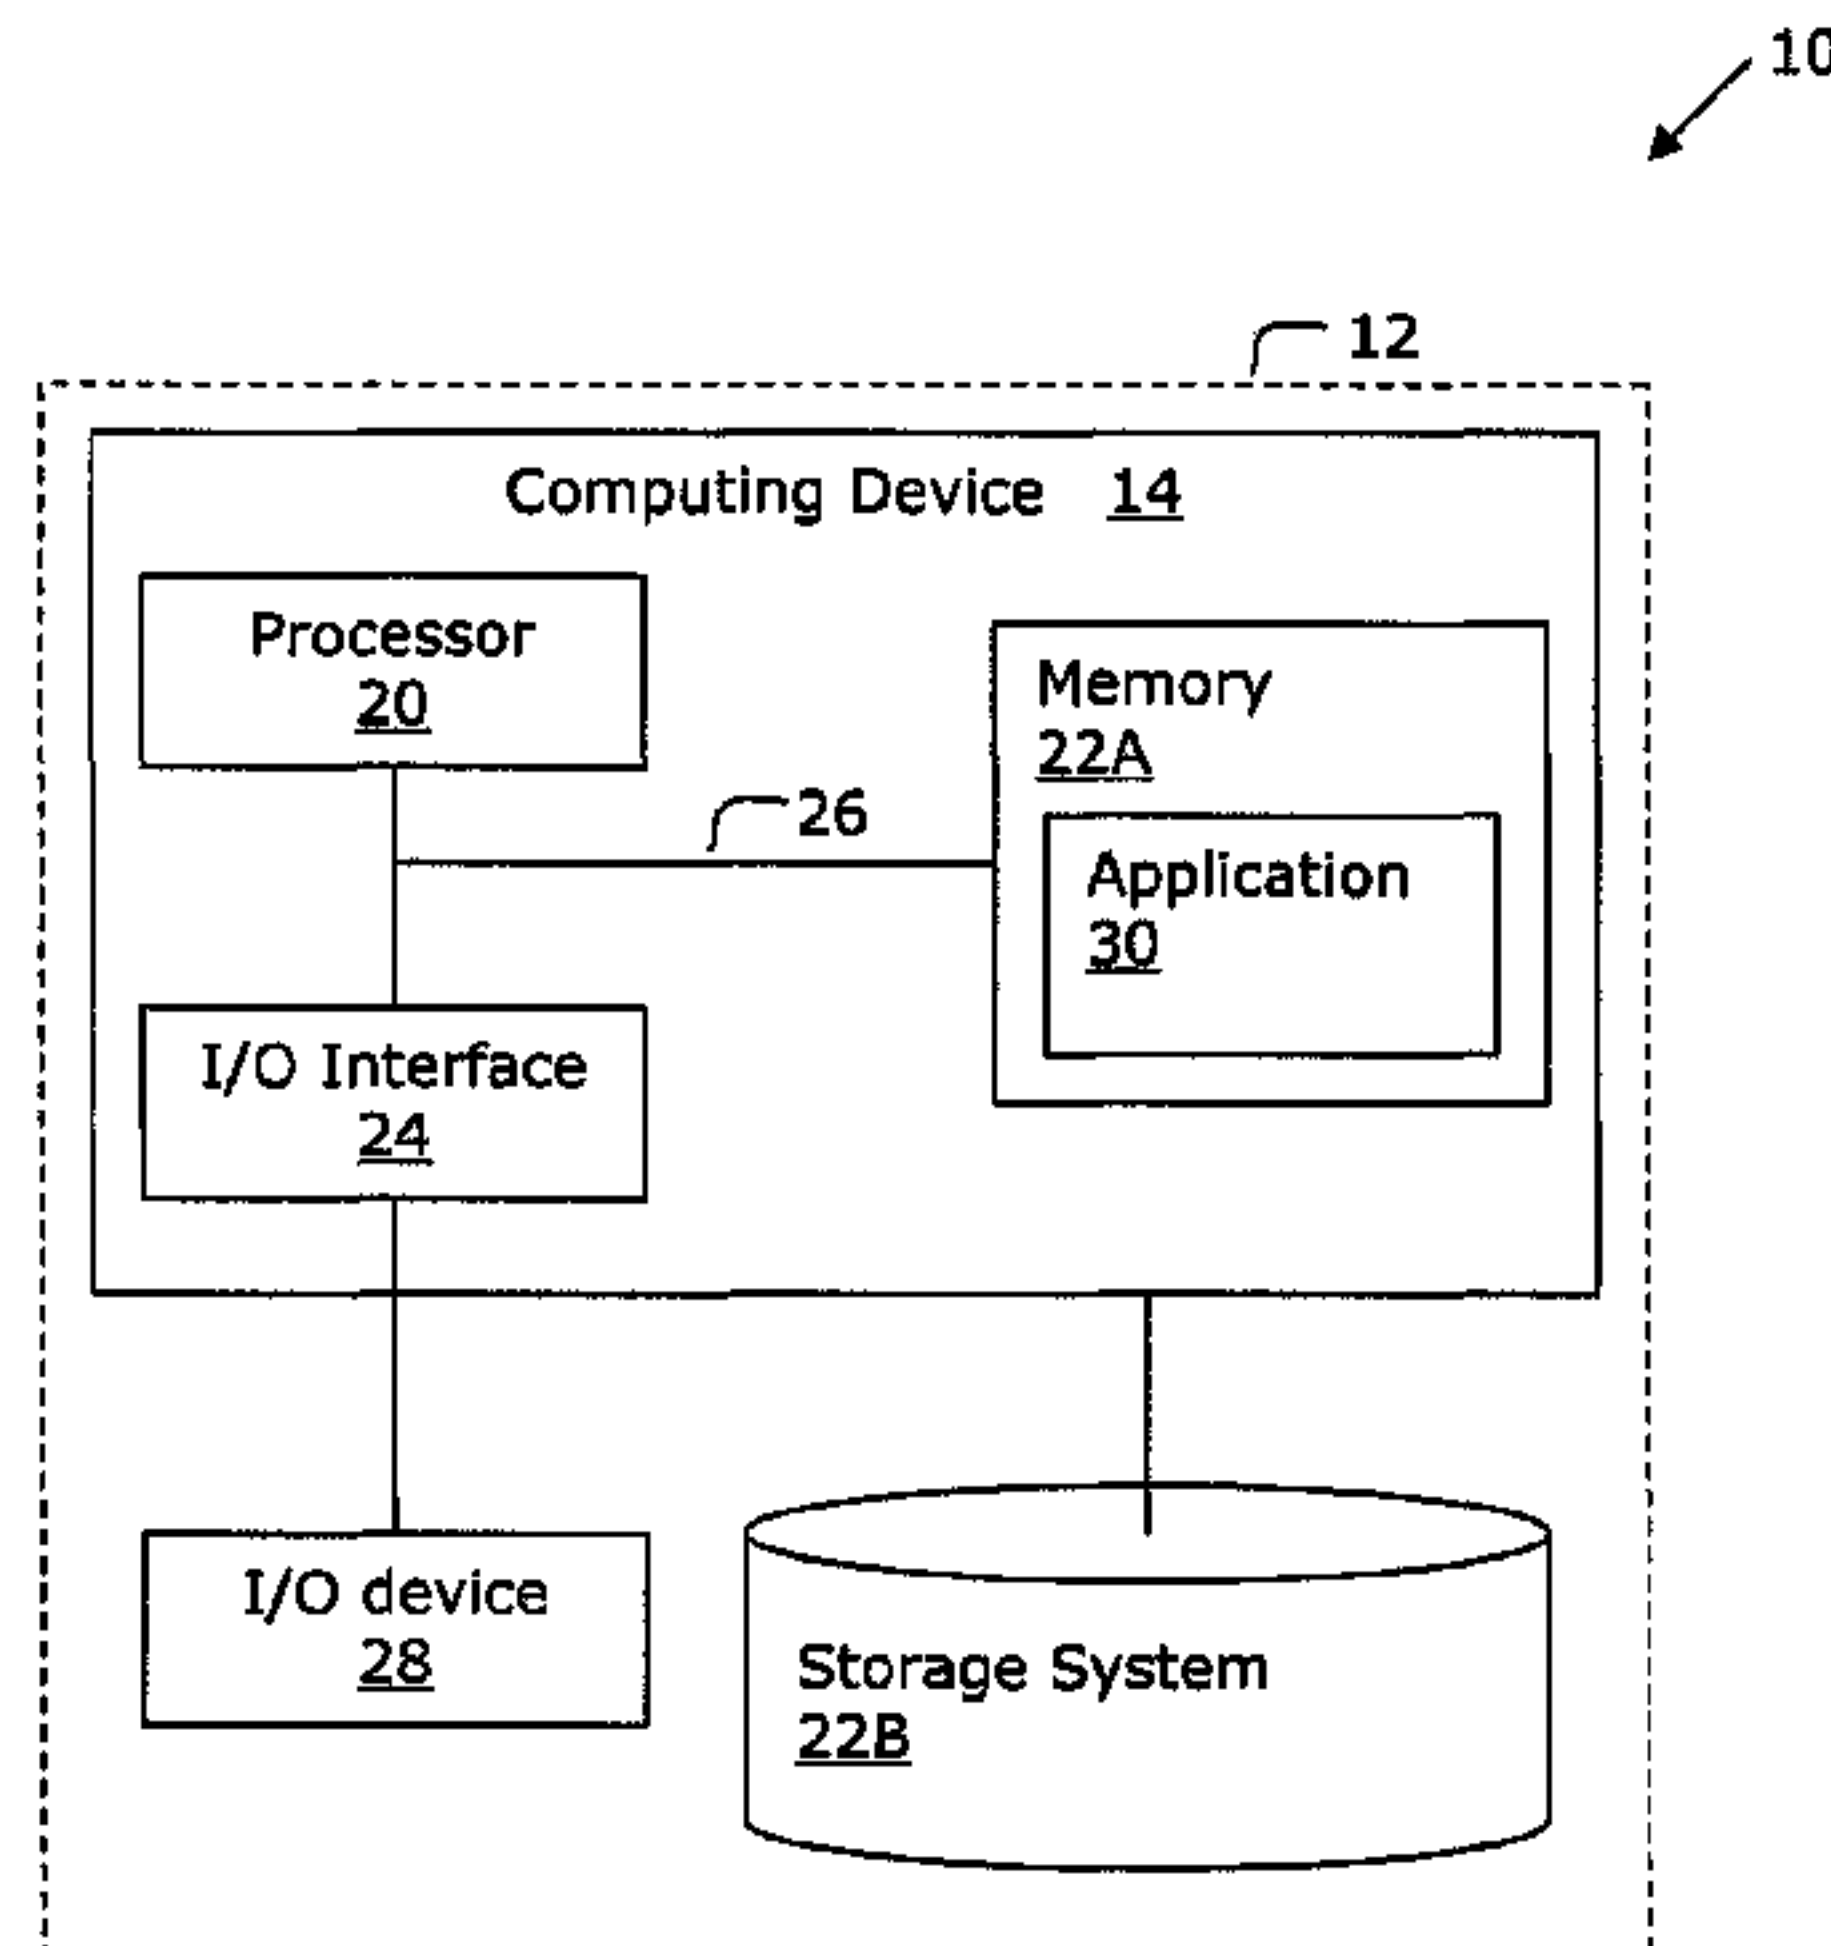 10
12
Computing Device 14
Processor
20
Memory
22A
26
Application
30
I/O Interface
24
I/O device
28
Storage System
22B